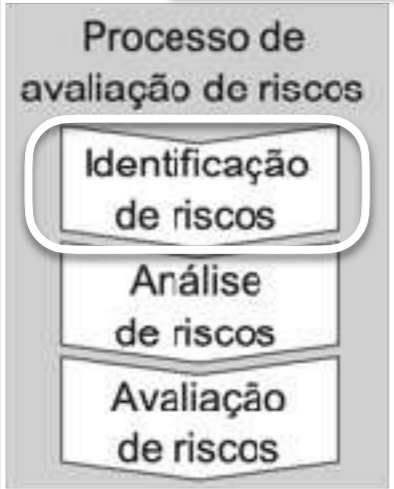 Processo de
avaliação de riscos
Identificação
de riscos
Análise
de riscos
Avaliação
de riscos